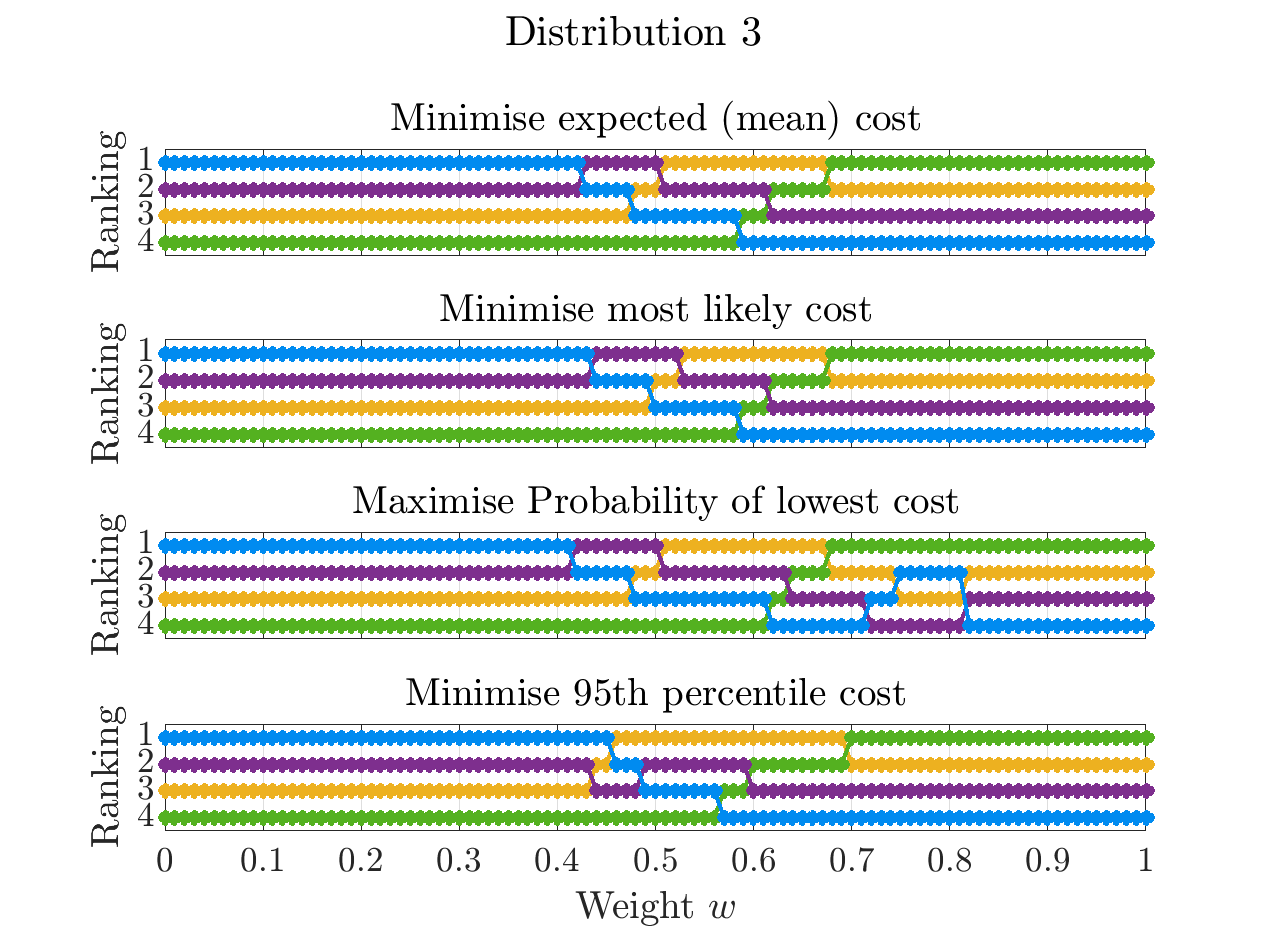 Distribution 3
Minimise expected (mean) cost
Ranking
1
2
3
4
Minimise most likely cost
Ranking
1
2
3
4
Maximise Probability of lowest cost
Ranking
1
2
3
4
Minimise 95th percentile cost
Ranking
1
2
3
4
0 0.1 0.2 0.3 0.4 0.5 0.6 0.7 0.8 0.9 1
Weight w